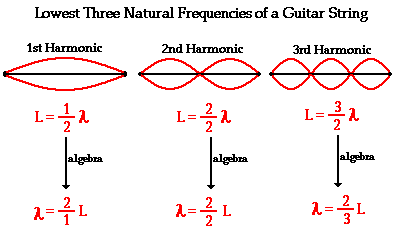 Lowest Three Natural Frequencies of a Guitar String
1st Harmonic
2nd Harmonic
3rd Harmonic
L = 1/2 λ
L = 2/2 λ
L = 3/2 λ
algebra
algebra
algebra
λ = 2/1 L
λ = 2/2 L
λ = 2/3 L